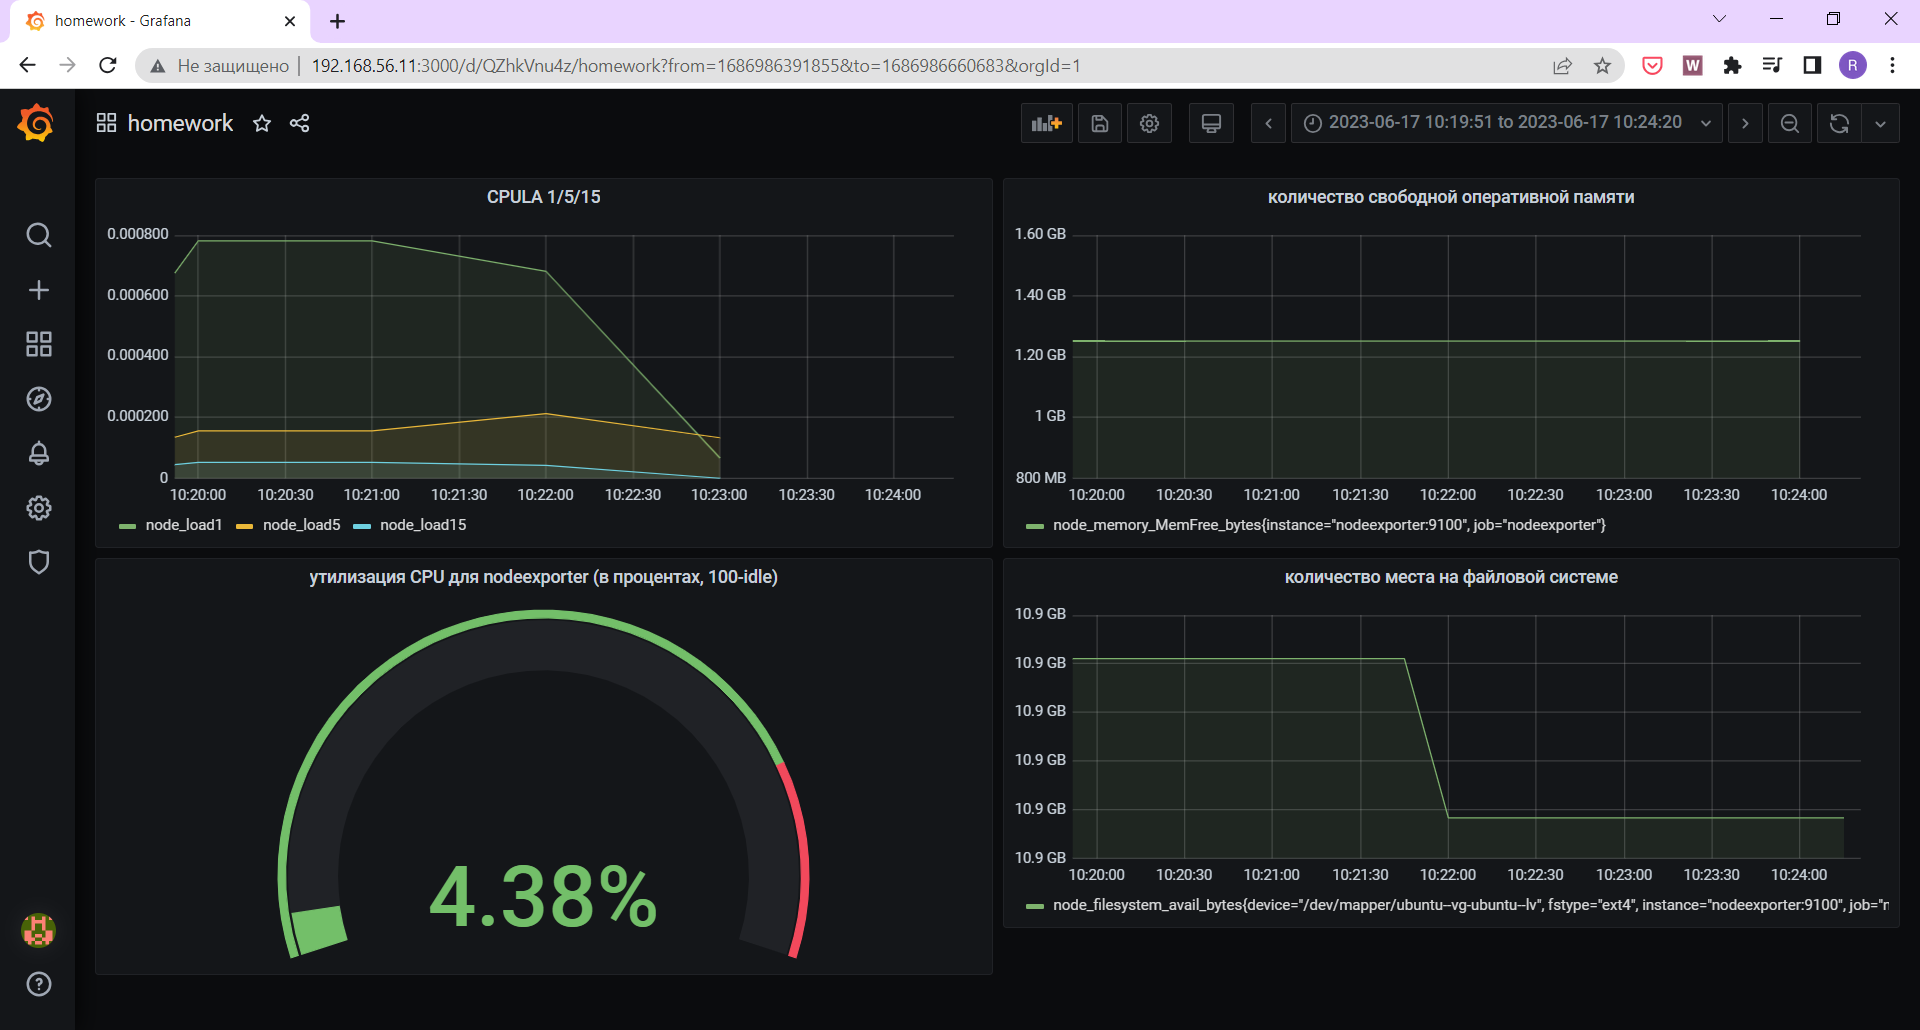 homework - Grafana
Не защищено | 192.168.56.11:3000/d/QZhkVnu4z/homework?from=1686986391855&to=1686986660683&orgId=1
W
R
homework
2023-06-17 10:19:51 to 2023-06-17 10:24:20
CPULA 1/5/15
0.000800
0.000600
0.000400
0.000200
0
10:20:00 10:20:30 10:21:00 10:21:30 10:22:00 10:22:30 10:23:00 10:23:30 10:24:00
node_load1 node_load5 node_load15
количество свободной оперативной памяти
1.60 GB
1.40 GB
1.20 GB
1 GB
800 MB
10:20:00 10:20:30 10:21:00 10:21:30 10:22:00 10:22:30 10:23:00 10:23:30 10:24:00
node_memory_MemFree_bytes{instance="nodeexporter:9100", job="nodeexporter"}
утилизация CPU для nodeexporter (в процентах, 100-idle)
4.38%
количество места на файловой системе
10.9 GB
10.9 GB
10.9 GB
10.9 GB
10.9 GB
10.9 GB
10:20:00 10:20:30 10:21:00 10:21:30 10:22:00 10:22:30 10:23:00 10:23:30 10:24:00
node_filesystem_avail_bytes{device="/dev/mapper/ubuntu--vg-ubuntu--lv", fstype="ext4", instance="nodeexporter:9100", job="n